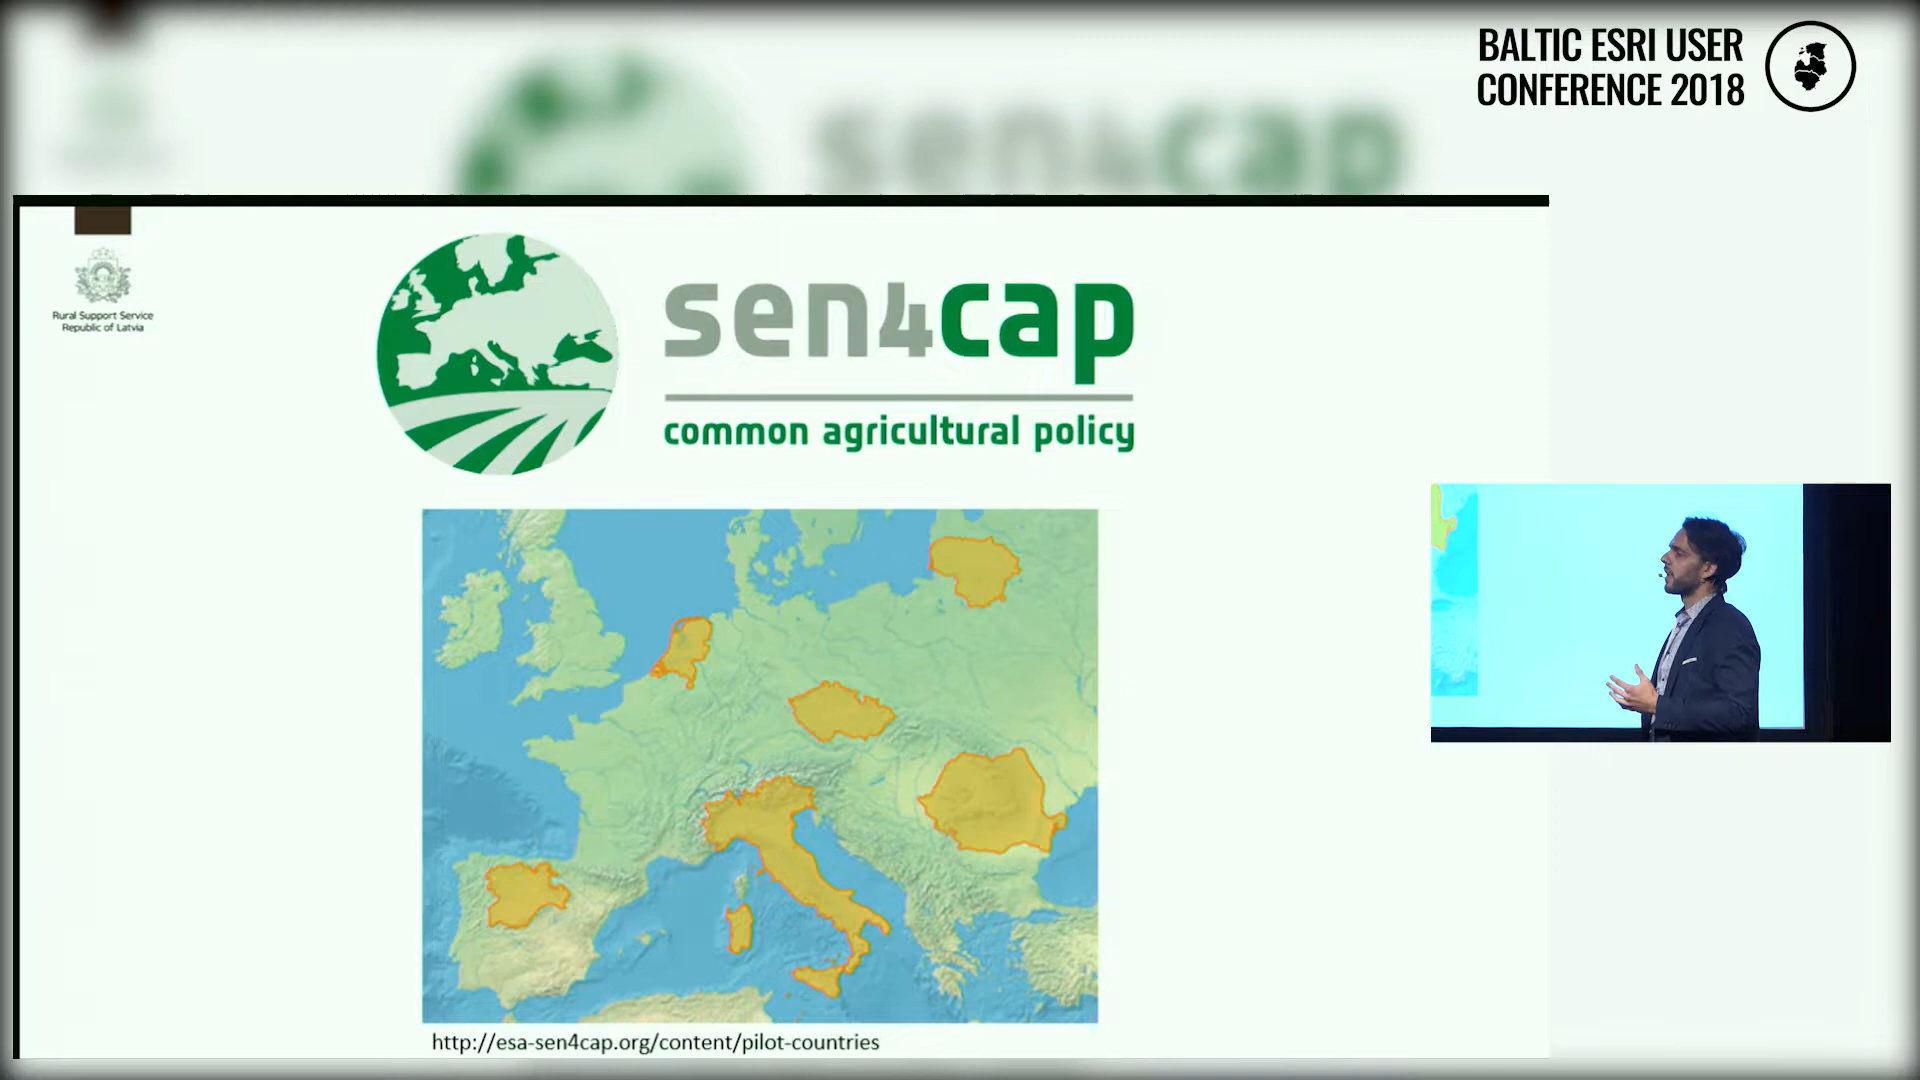 BALTIC ESRI USER
CONFERENCE 2018
sen4cap
Rural Support Service
Republic of Latvia
sen4cap
common agricultural policy
http://esa-sen4cap.org/content/pilot-countries